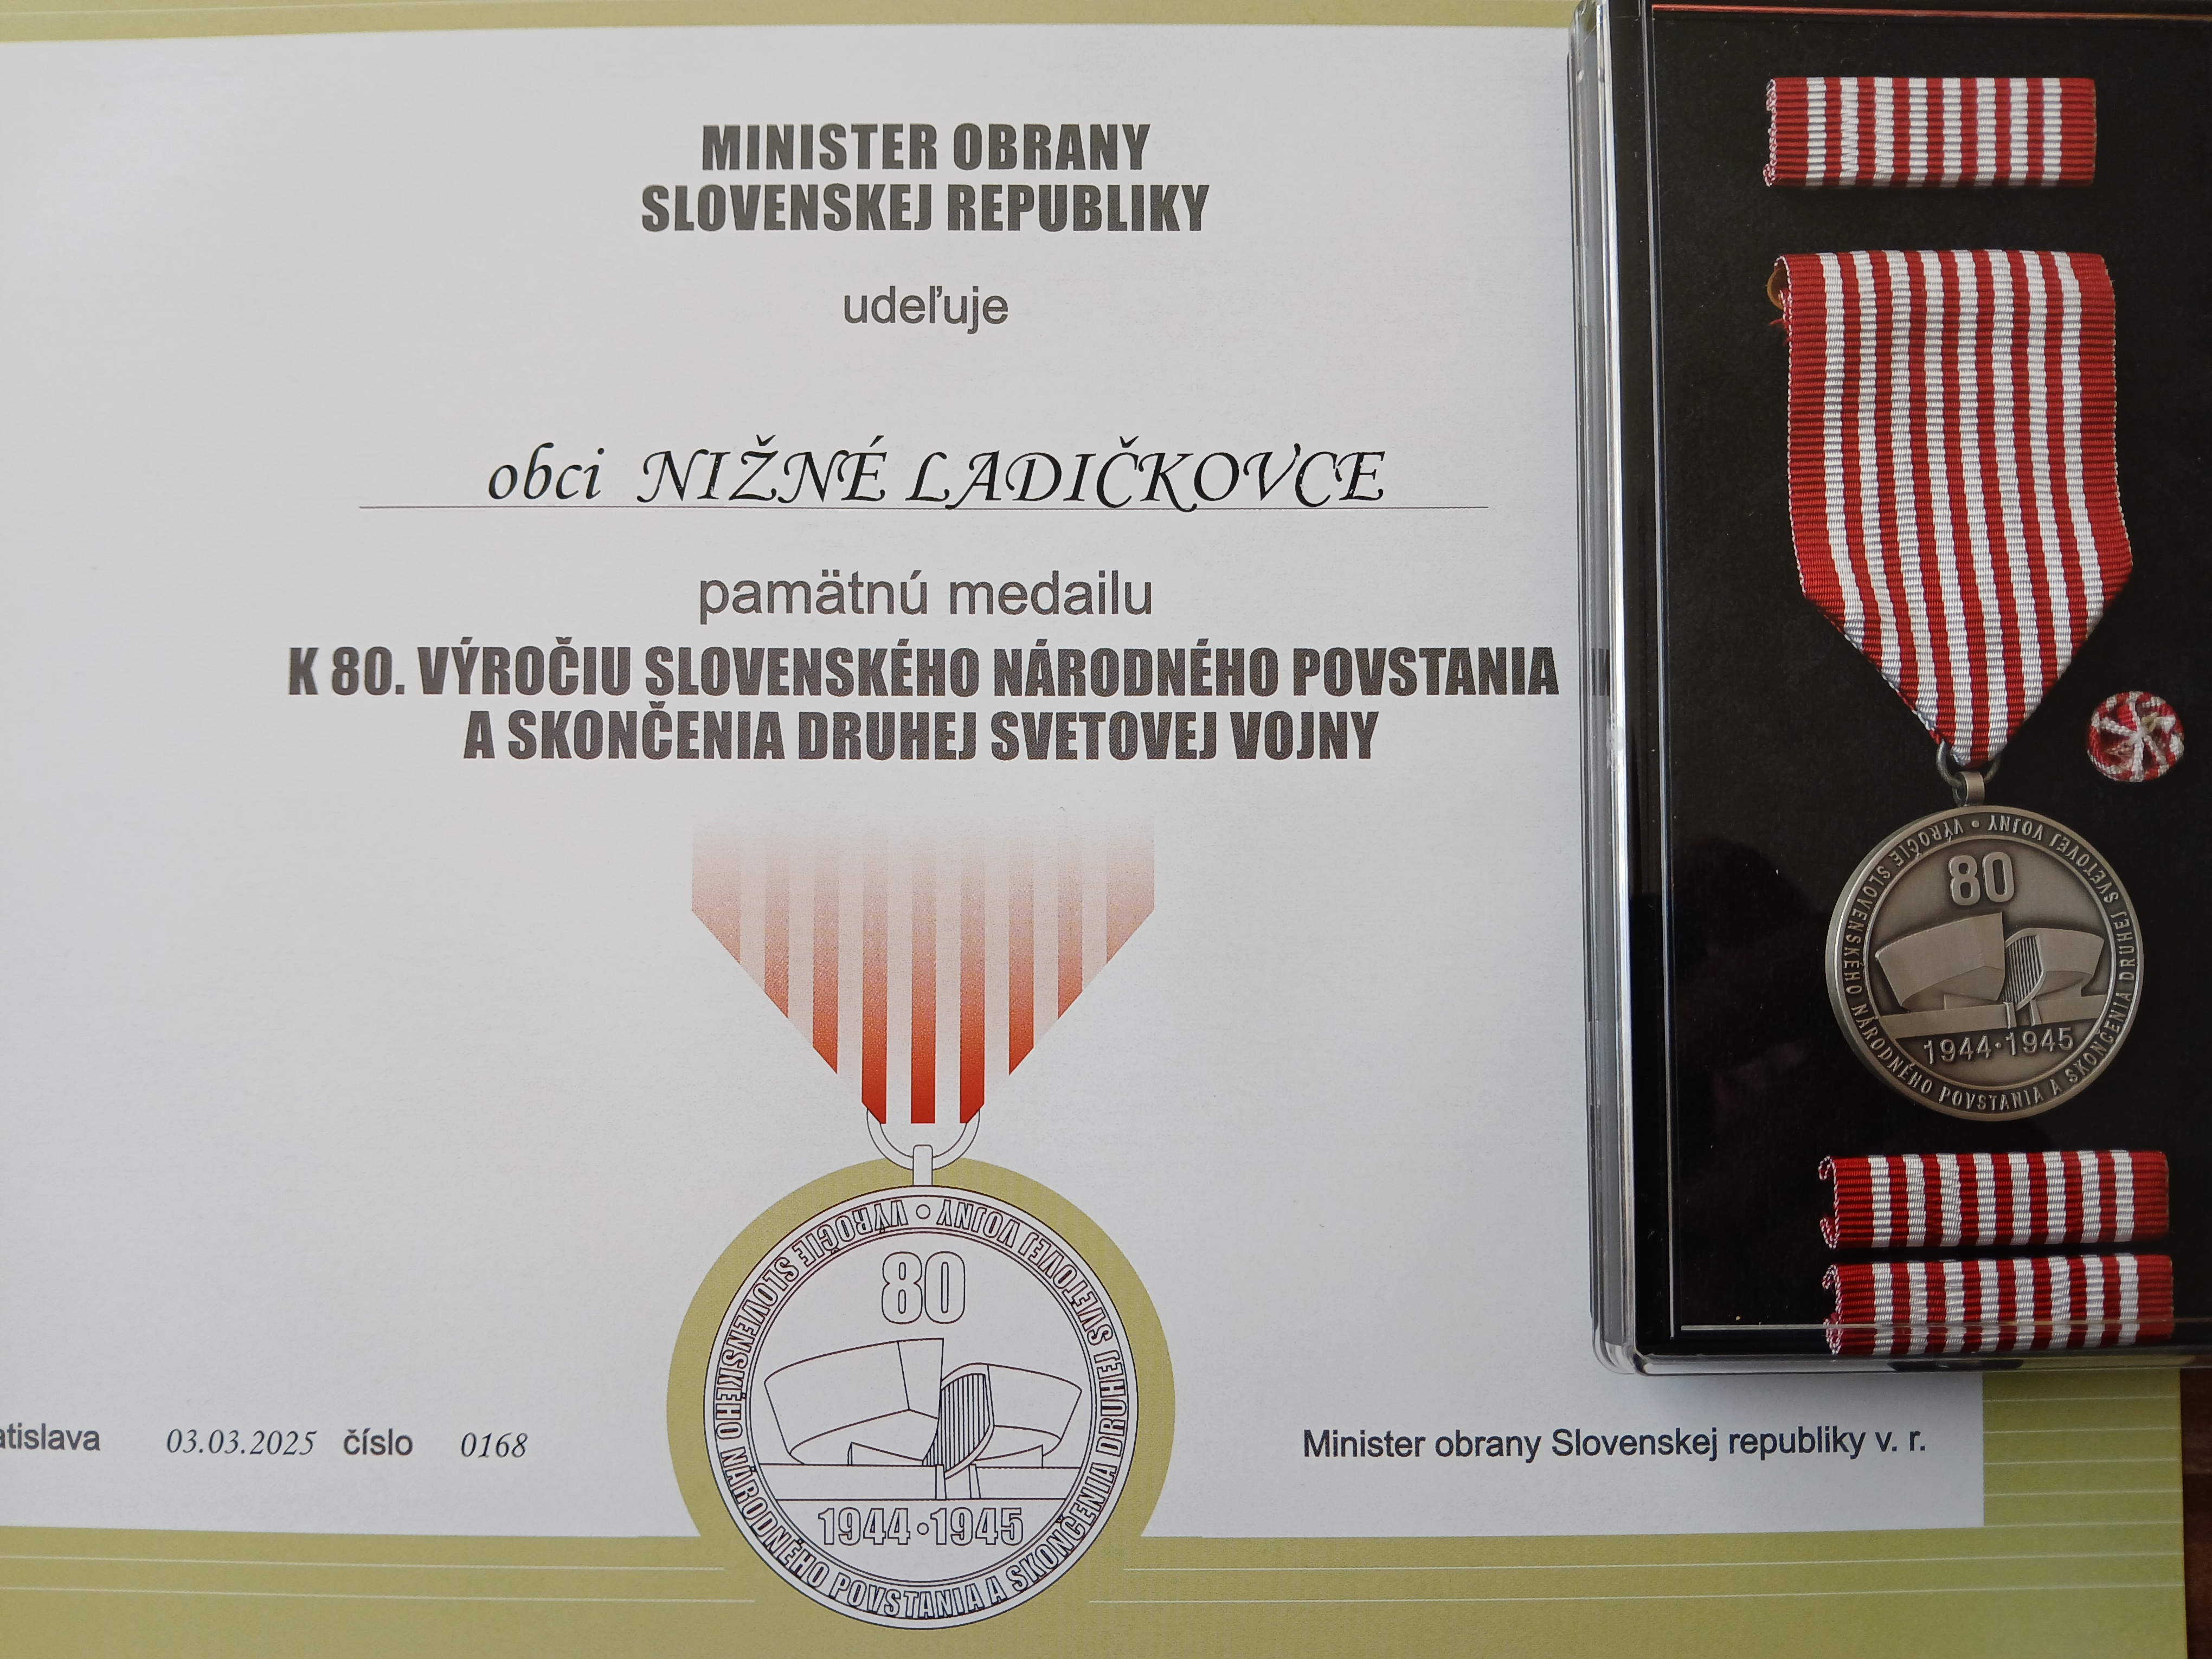 MINISTER OBRANY
SLOVENSKEJ REPUBLIKY
udeľuje
obci NIŽNÉ LADIČKOVCE
pamätnú medailu
K 80. VÝROČIU SLOVENSKÉHO NÁRODNÉHO POVSTANIA
A SKONČENIA DRUHEJ SVETOVEJ VOJNY
VÝROČIE SLOVENSKÉHO NÁRODNÉHO POVSTANIA A SKONČENIA DRUHEJ SVETOVEJ VOJNY •
80
1944•1945
atislava 03.03.2025 číslo 0168
Minister obrany Slovenskej republiky v. r.
VÝROČIE SLOVENSKÉHO NÁRODNÉHO POVSTANIA A SKONČENIA DRUHEJ SVETOVEJ VOJNY •
80
1944•1945